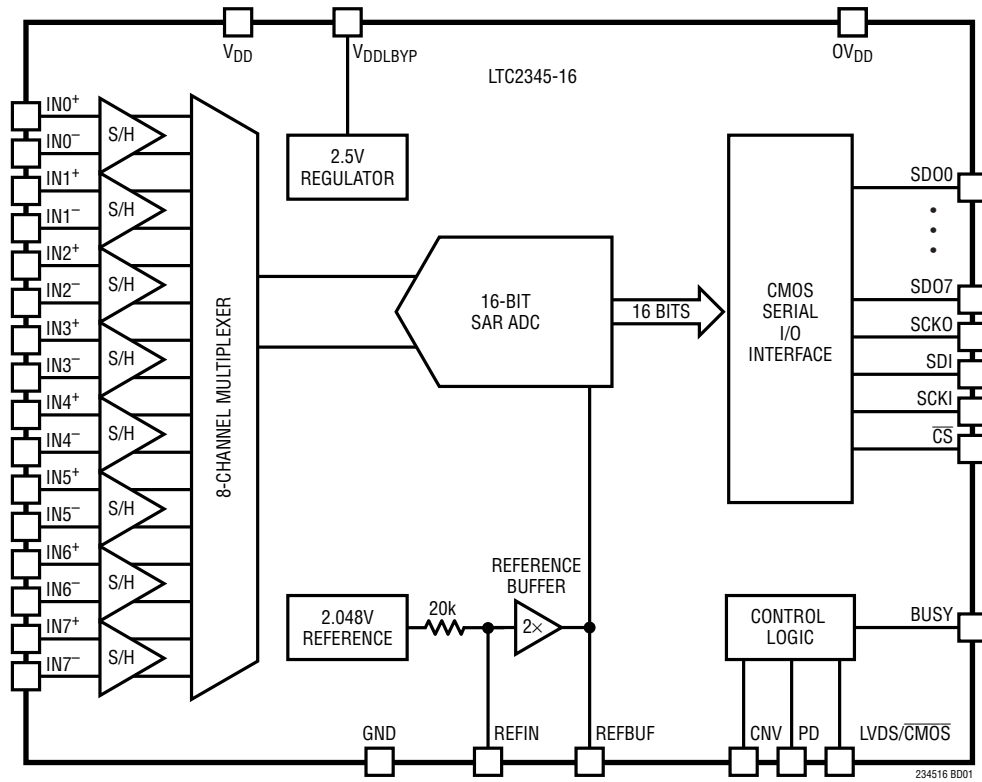 VDD
VDDLBYP
OVDD
LTC2345-16
IN0+
IN0−
IN1+
IN1−
IN2+
IN2−
IN3+
IN3−
IN4+
IN4−
IN5+
IN5−
IN6+
IN6−
IN7+
IN7−
S/H
S/H
S/H
S/H
S/H
S/H
S/H
S/H
8-CHANNEL MULTIPLEXER
2.5V
REGULATOR
16-BIT
SAR ADC
16 BITS
CMOS
SERIAL
I/O
INTERFACE
SDO0
•
•
•
SDO7
SCKO
SDI
SCKI
C̅S̅
2.048V
REFERENCE
20k
REFERENCE
BUFFER
2×
CONTROL
LOGIC
BUSY
GND
REFIN
REFBUF
CNV
PD
LVDS/C̅M̅O̅S̅
234516 BD01